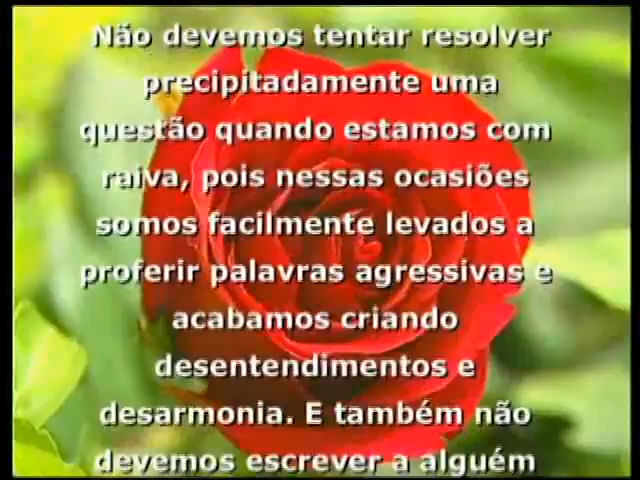 Não devemos tentar resolver
precipitadamente uma
questão quando estamos com
raiva, pois nessas ocasiões
somos facilmente levados a
proferir palavras agressivas e
acabamos criando
desentendimentos e
desarmonia. E também não
devemos escrever a alguém